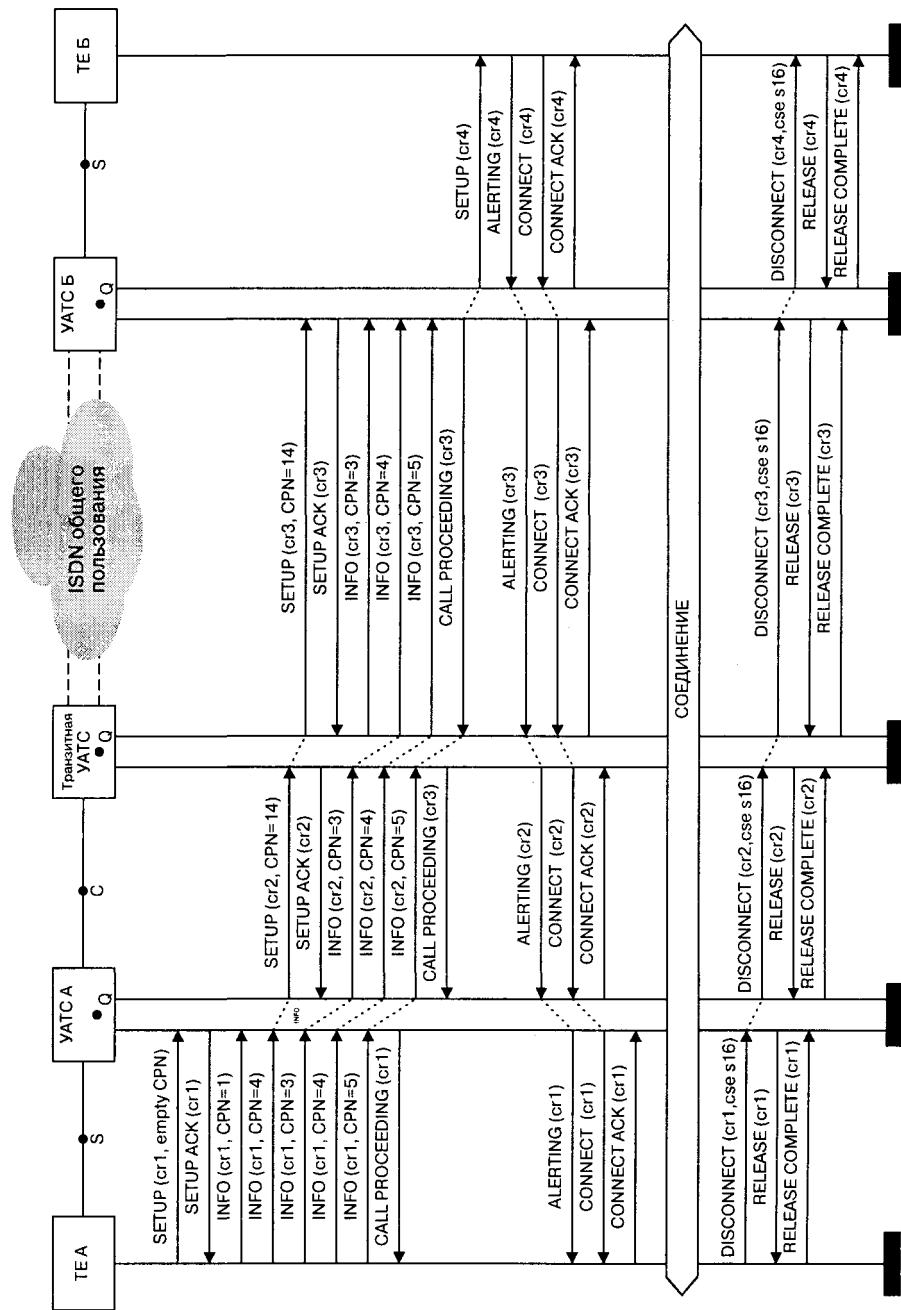 ТЕ А
S
УАТС А
Q
C
Транзитная
УАТС
Q
ISDN общего
пользования
УАТС Б
Q
S
ТЕ Б
SETUP (cr1, empty CPN)
SETUP ACK (cr1)
INFO (cr1, CPN=1)
INFO (cr1, CPN=4)
INFO (cr1, CPN=3)
INFO (cr1, CPN=4)
INFO (cr1, CPN=5)
CALL PROCEEDING (cr1)
ALERTING (cr1)
CONNECT (cr1)
CONNECT ACK (cr1)
DISCONNECT (cr1,cse s16)
RELEASE (cr1)
RELEASE COMPLETE (cr1)
INFO
SETUP (cr2, CPN=14)
SETUP ACK (cr2)
INFO (cr2, CPN=3)
INFO (cr2, CPN=4)
INFO (cr2, CPN=5)
CALL PROCEEDING (cr3)
ALERTING (cr2)
CONNECT (cr2)
CONNECT ACK (cr2)
DISCONNECT (cr2,cse s16)
RELEASE (cr2)
RELEASE COMPLETE (cr2)
SETUP (cr3, CPN=14)
SETUP ACK (cr3)
INFO (cr3, CPN=3)
INFO (cr3, CPN=4)
INFO (cr3, CPN=5)
CALL PROCEEDING (cr3)
ALERTING (cr3)
CONNECT (cr3)
CONNECT ACK (cr3)
СОЕДИНЕНИЕ
DISCONNECT (cr3,cse s16)
RELEASE (cr3)
RELEASE COMPLETE (cr3)
SETUP (cr4)
ALERTING (cr4)
CONNECT (cr4)
CONNECT ACK (cr4)
DISCONNECT (cr4,cse s16)
RELEASE (cr4)
RELEASE COMPLETE (cr4)